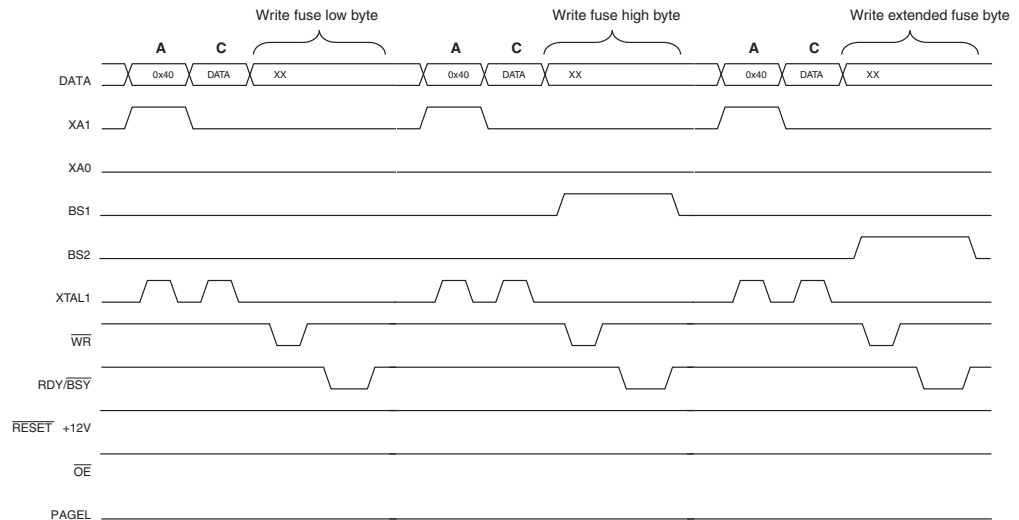 Write fuse low byte Write fuse high byte Write extended fuse byte
A C A C A C
DATA 0x40 DATA XX 0x40 DATA XX 0x40 DATA XX
XA1
XA0
BS1
BS2
XTAL1
WR
RDY/BSY
RESET +12V
OE
PAGEL